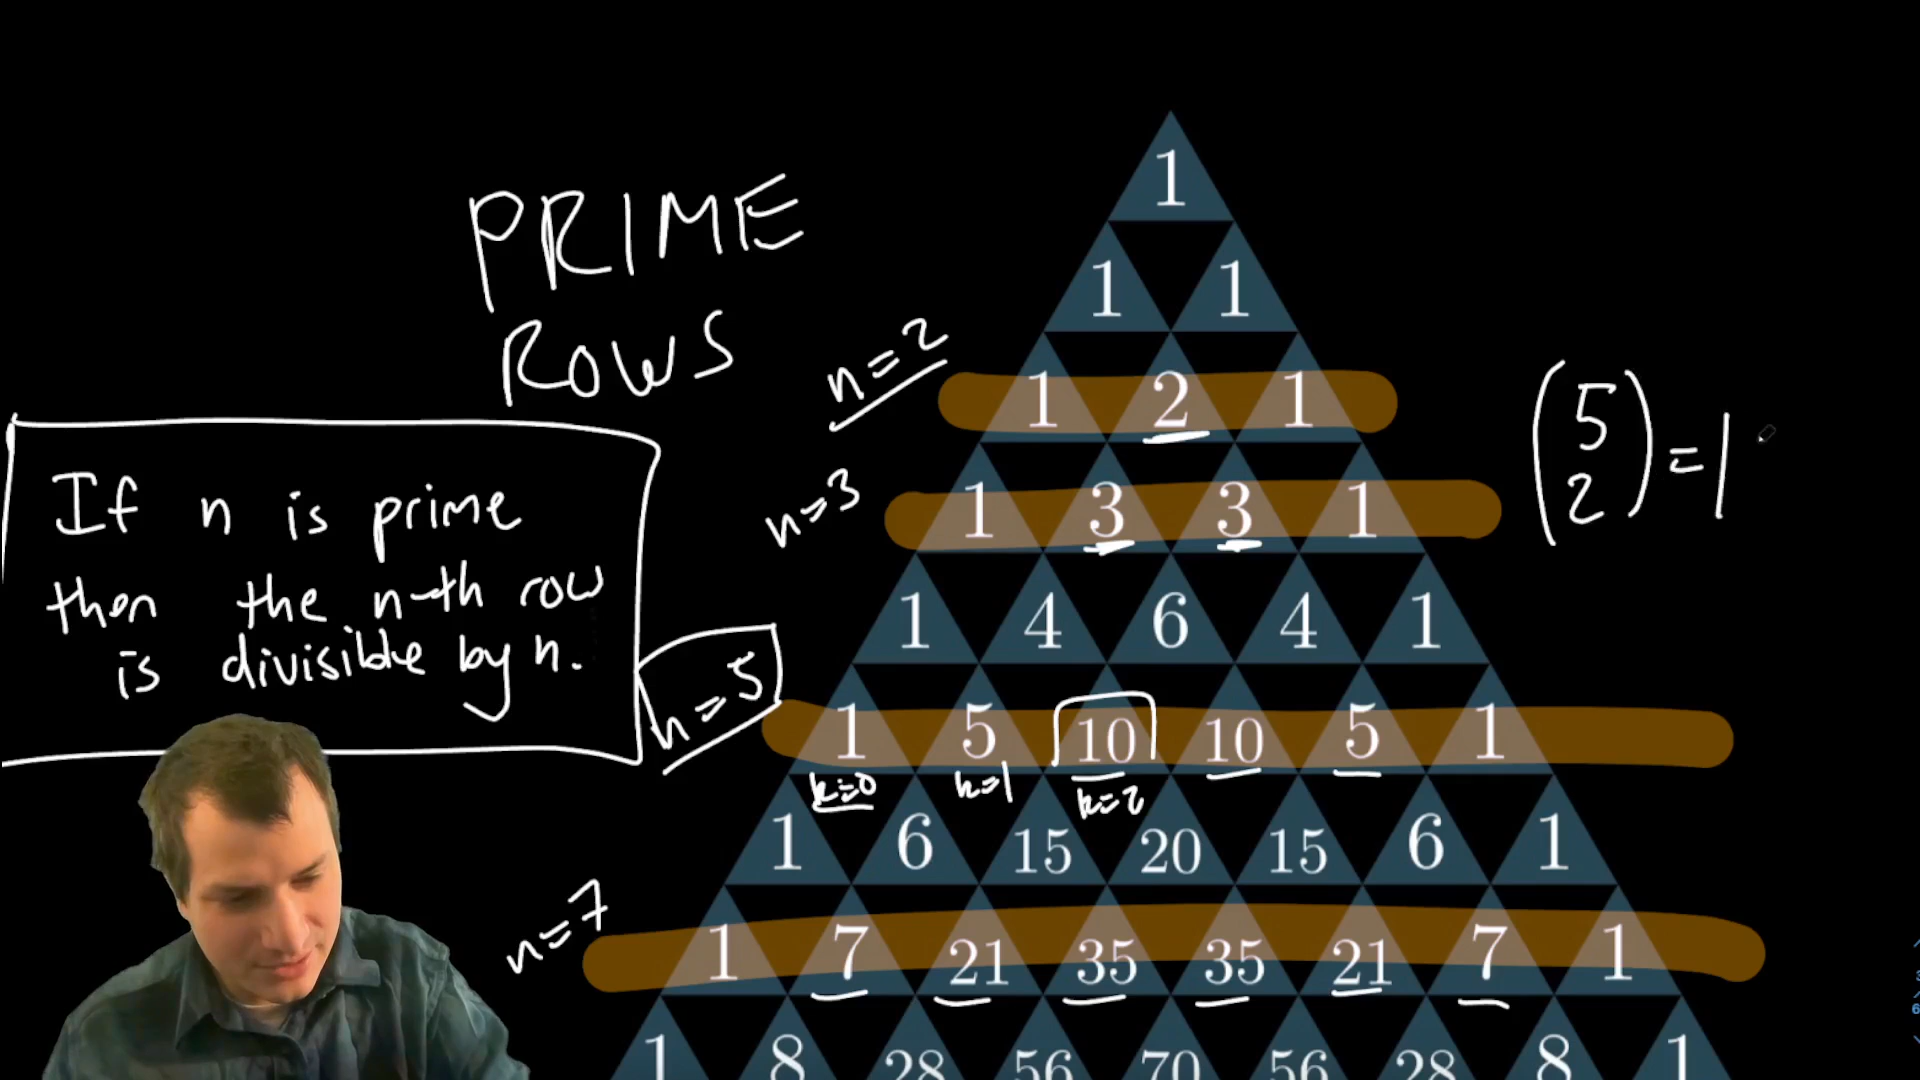 PRIME
ROWS
If n is prime
then the n-th row
is divisible by n.
1
1 1
n=2 1 2 1
n=3 1 3 3 1
(5 2) = 1
1 4 6 4 1
n=5 1 5 10 10 5 1
k=0 k=1 k=2
1 6 15 20 15 6 1
n=7 1 7 21 35 35 21 7 1
1 8 28 56 70 56 28 8 1